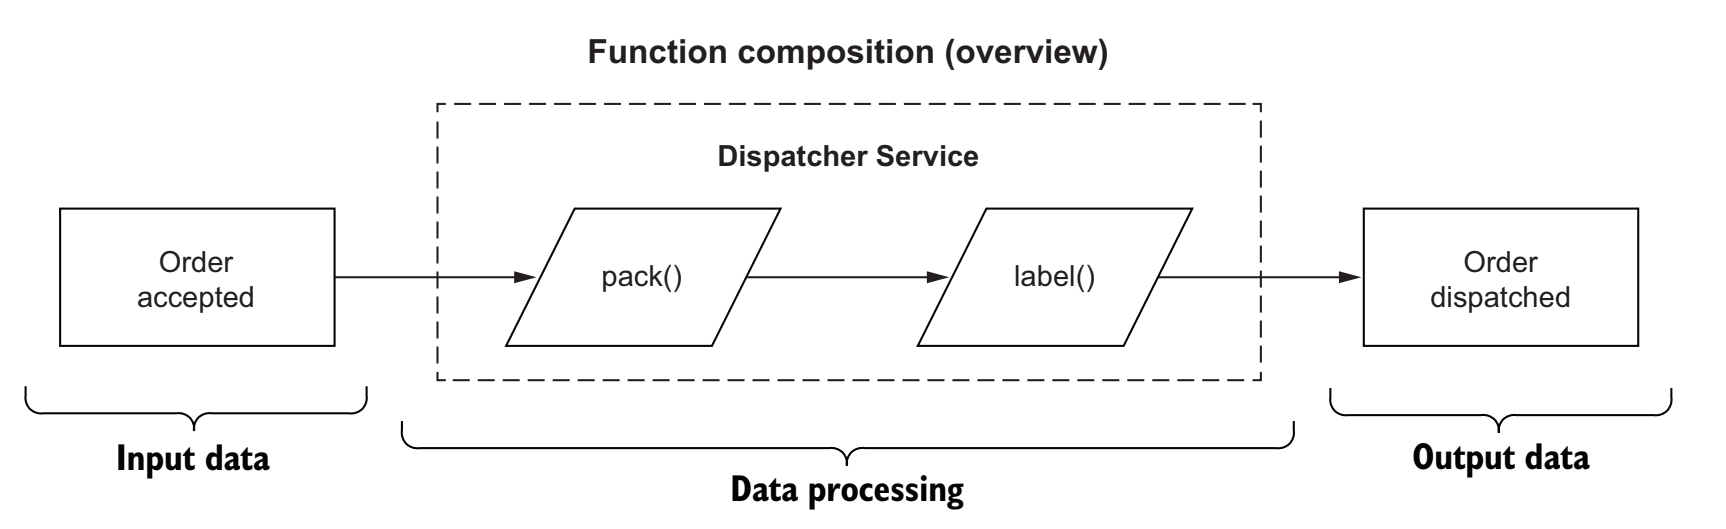 Function composition (overview)
Dispatcher Service
Order
accepted
pack()
label()
Order
dispatched
Input data
Data processing
Output data